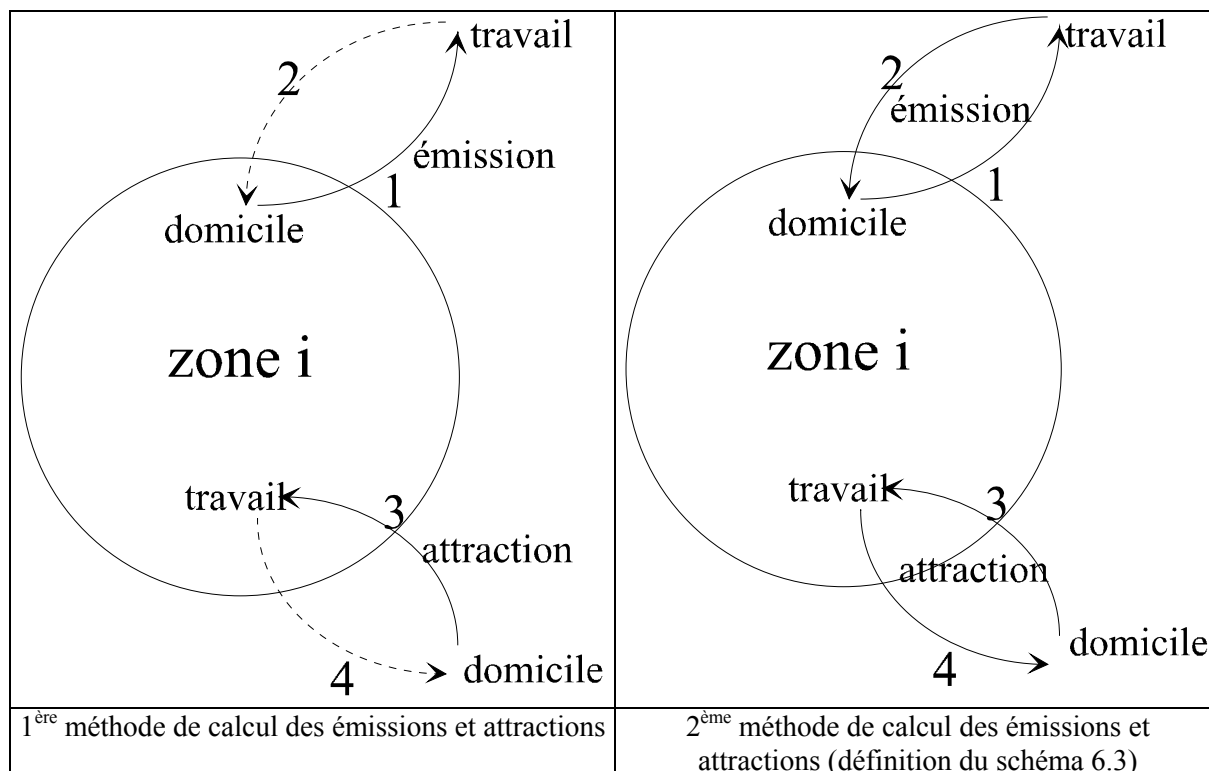 travail
2
émission
1
domicile
zone i
travail
3
attraction
domicile
4
1ère méthode de calcul des émissions et attractions
travail
2
émission
1
domicile
zone i
travail
3
attraction
domicile
4
2ème méthode de calcul des émissions et
attractions (définition du schéma 6.3)